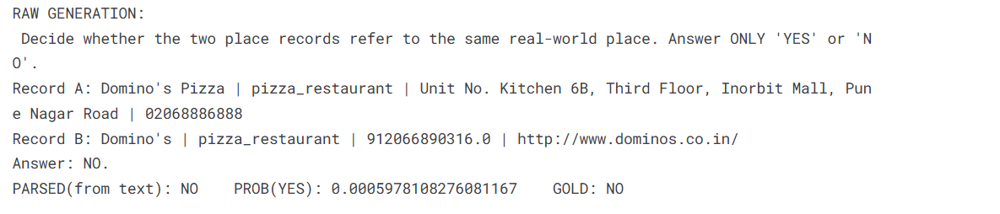 RAW GENERATION:
Decide whether the two place records refer to the same real-world place. Answer ONLY 'YES' or 'N
O'.
Record A: Domino's Pizza | pizza_restaurant | Unit No. Kitchen 6B, Third Floor, Inorbit Mall, Pun
e Nagar Road | 02068886888
Record B: Domino's | pizza_restaurant | 912066890316.0 | http://www.dominos.co.in/
Answer: NO.
PARSED(from text): NO    PROB(YES): 0.0005978108276081167    GOLD: NO